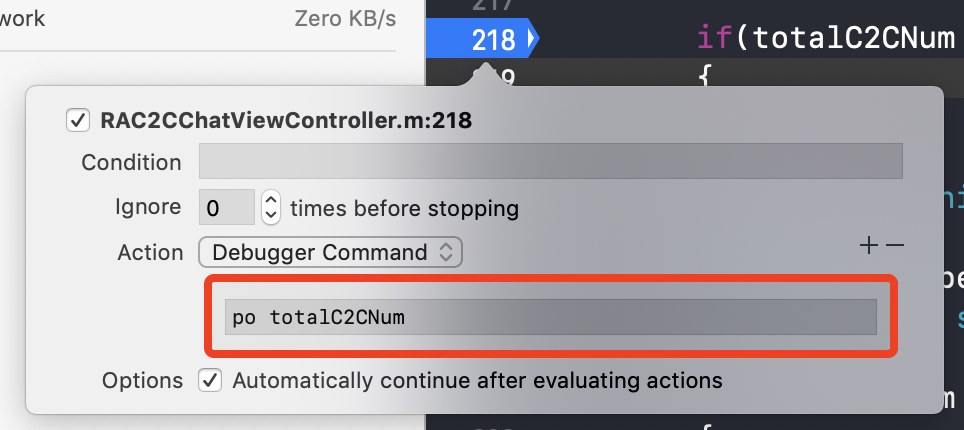 work Zero KB/s
217
218 if(totalC2CNum
{
RAC2CChatViewController.m:218
Condition
Ignore 0 times before stopping
Action Debugger Command
po totalC2CNum
Options Automatically continue after evaluating actions